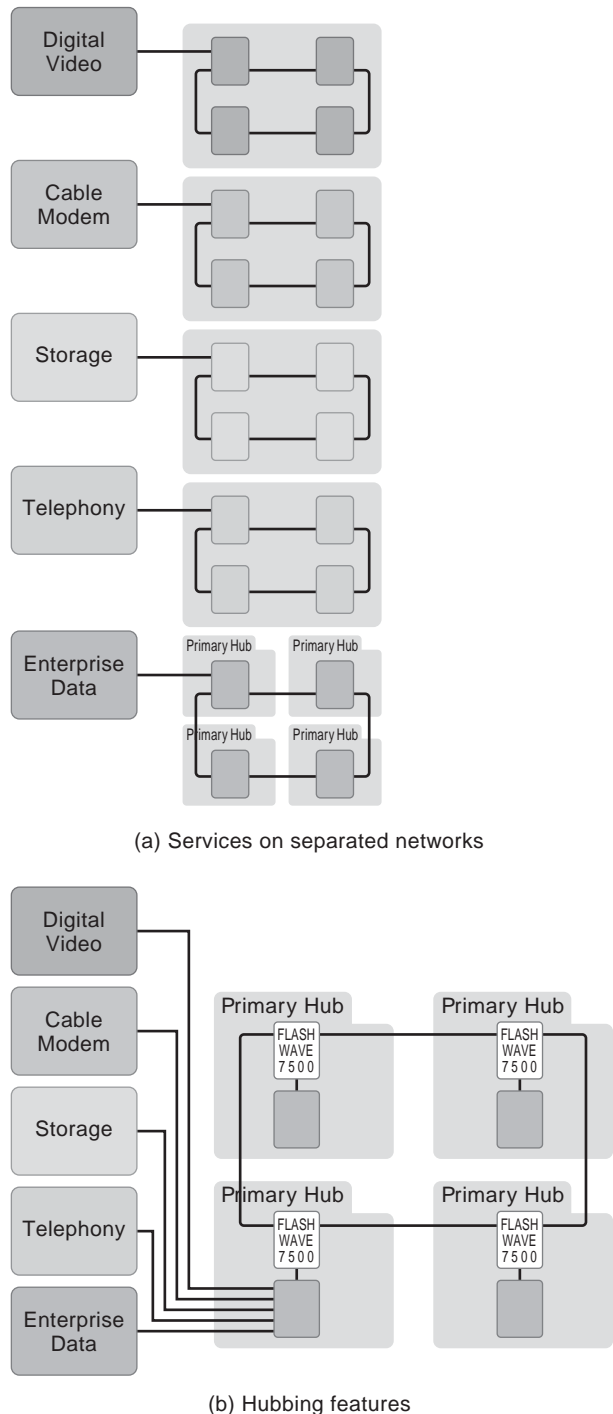 Digital
Video
Cable
Modem
Storage
Telephony
Enterprise
Data
Primary Hub
Primary Hub
Primary Hub
Primary Hub
(a) Services on separated networks
Digital
Video
Cable
Modem
Storage
Telephony
Enterprise
Data
Primary Hub
FLASH
WAVE
7500
Primary Hub
FLASH
WAVE
7500
Primary Hub
FLASH
WAVE
7500
Primary Hub
FLASH
WAVE
7500
(b) Hubbing features